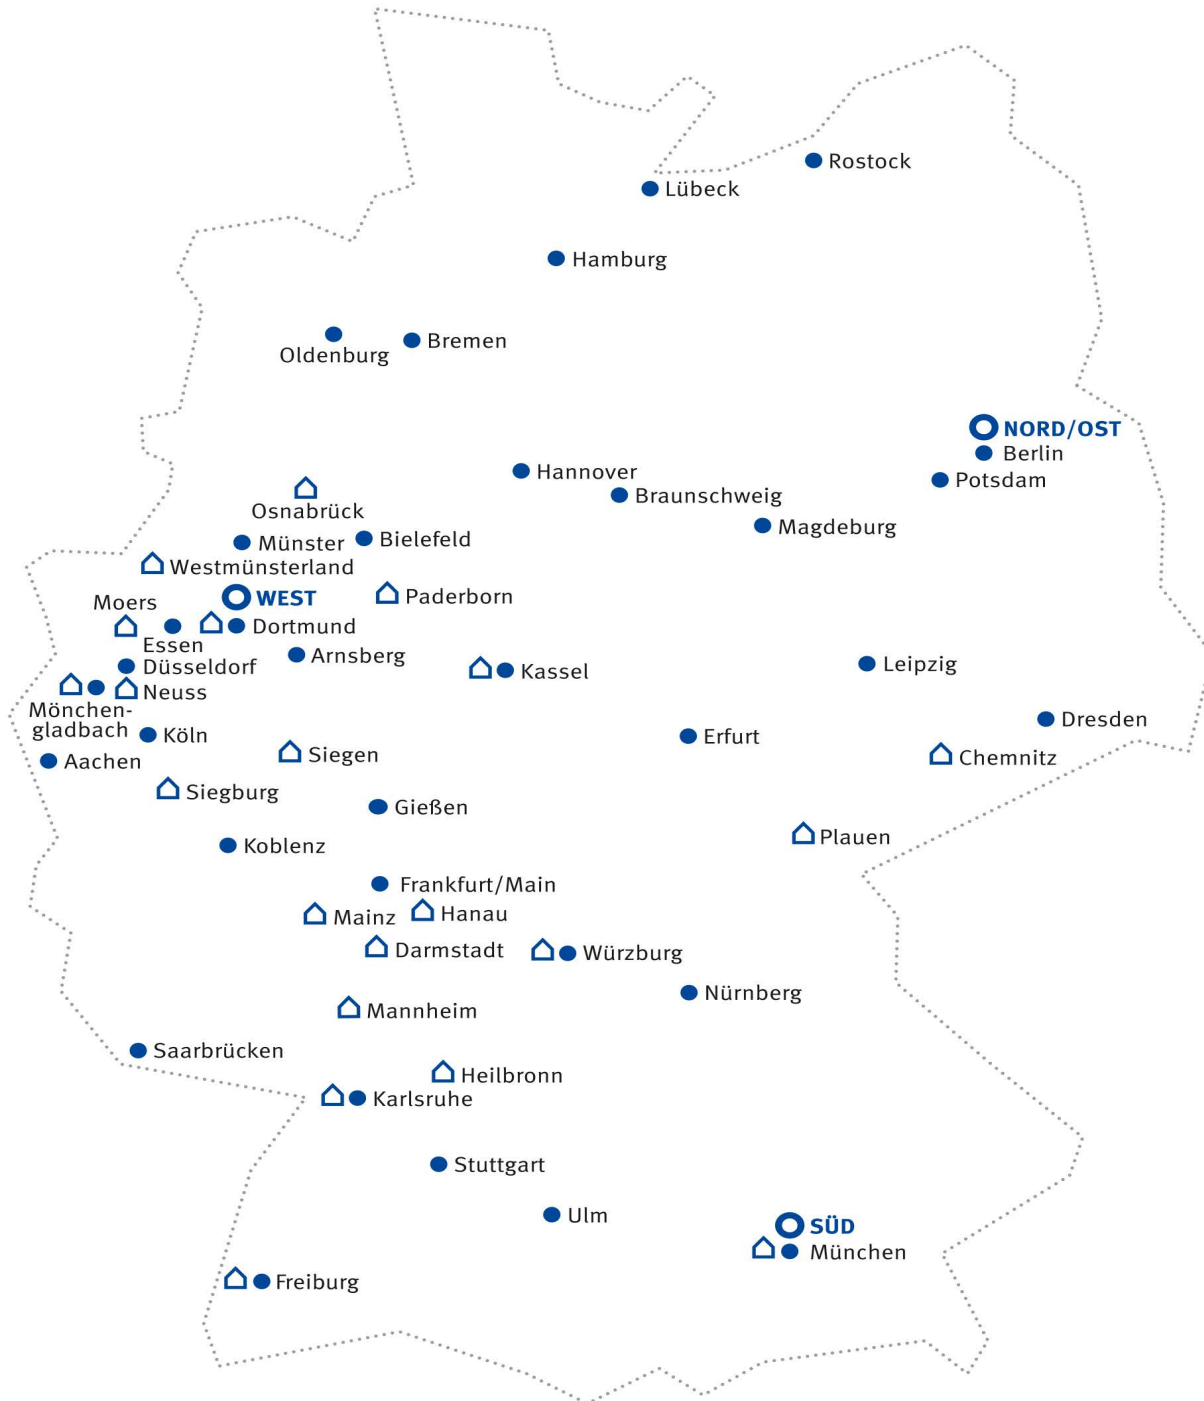 Rostock
Lübeck
Hamburg
Oldenburg
Bremen
NORD/OST
Berlin
Potsdam
Hannover
Braunschweig
Magdeburg
Osnabrück
Münster
Bielefeld
Westmünsterland
WEST
Paderborn
Moers
Essen
Dortmund
Düsseldorf
Arnsberg
Kassel
Leipzig
Neuss
Mönchen-
gladbach
Köln
Aachen
Siegen
Erfurt
Dresden
Chemnitz
Siegburg
Gießen
Plauen
Koblenz
Frankfurt/Main
Mainz
Hanau
Darmstadt
Würzburg
Nürnberg
Mannheim
Saarbrücken
Heilbronn
Karlsruhe
Stuttgart
Ulm
SÜD
München
Freiburg